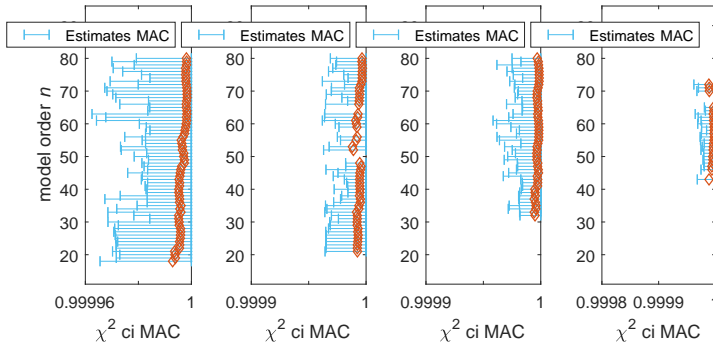 Estimates MAC Estimates MAC Estimates MAC Estimates MAC
80 80 80 80
70 70 70 70
60 60 60 60
50 50 50 50
40 40 40 40
30 30 30 30
20 20 20 20
model order n
0.99996 1 0.9999 1 0.9999 1 0.9998 0.9999 1
χ² ci MAC χ² ci MAC χ² ci MAC χ² ci MAC